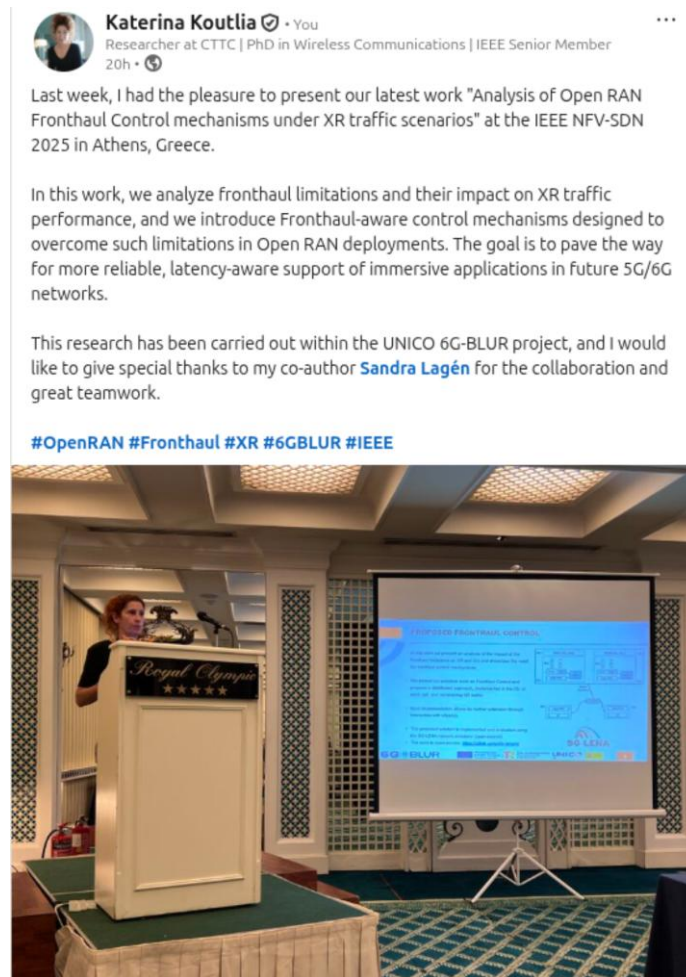 Katerina Koutlia • You
Researcher at CTTC | PhD in Wireless Communications | IEEE Senior Member
20h •
Last week, I had the pleasure to present our latest work "Analysis of Open RAN
Fronthaul Control mechanisms under XR traffic scenarios" at the IEEE NFV-SDN
2025 in Athens, Greece.
In this work, we analyze fronthaul limitations and their impact on XR traffic
performance, and we introduce Fronthaul-aware control mechanisms designed to
overcome such limitations in Open RAN deployments. The goal is to pave the way
for more reliable, latency-aware support of immersive applications in future 5G/6G
networks.
This research has been carried out within the UNICO 6G-BLUR project, and I would
like to give special thanks to my co-author Sandra Lagén for the collaboration and
great teamwork.
#OpenRAN #Fronthaul #XR #6GBLUR #IEEE
Royal Olympic
PROPOSED FRONTHAUL CONTROL
5G LENA
6G BLUR